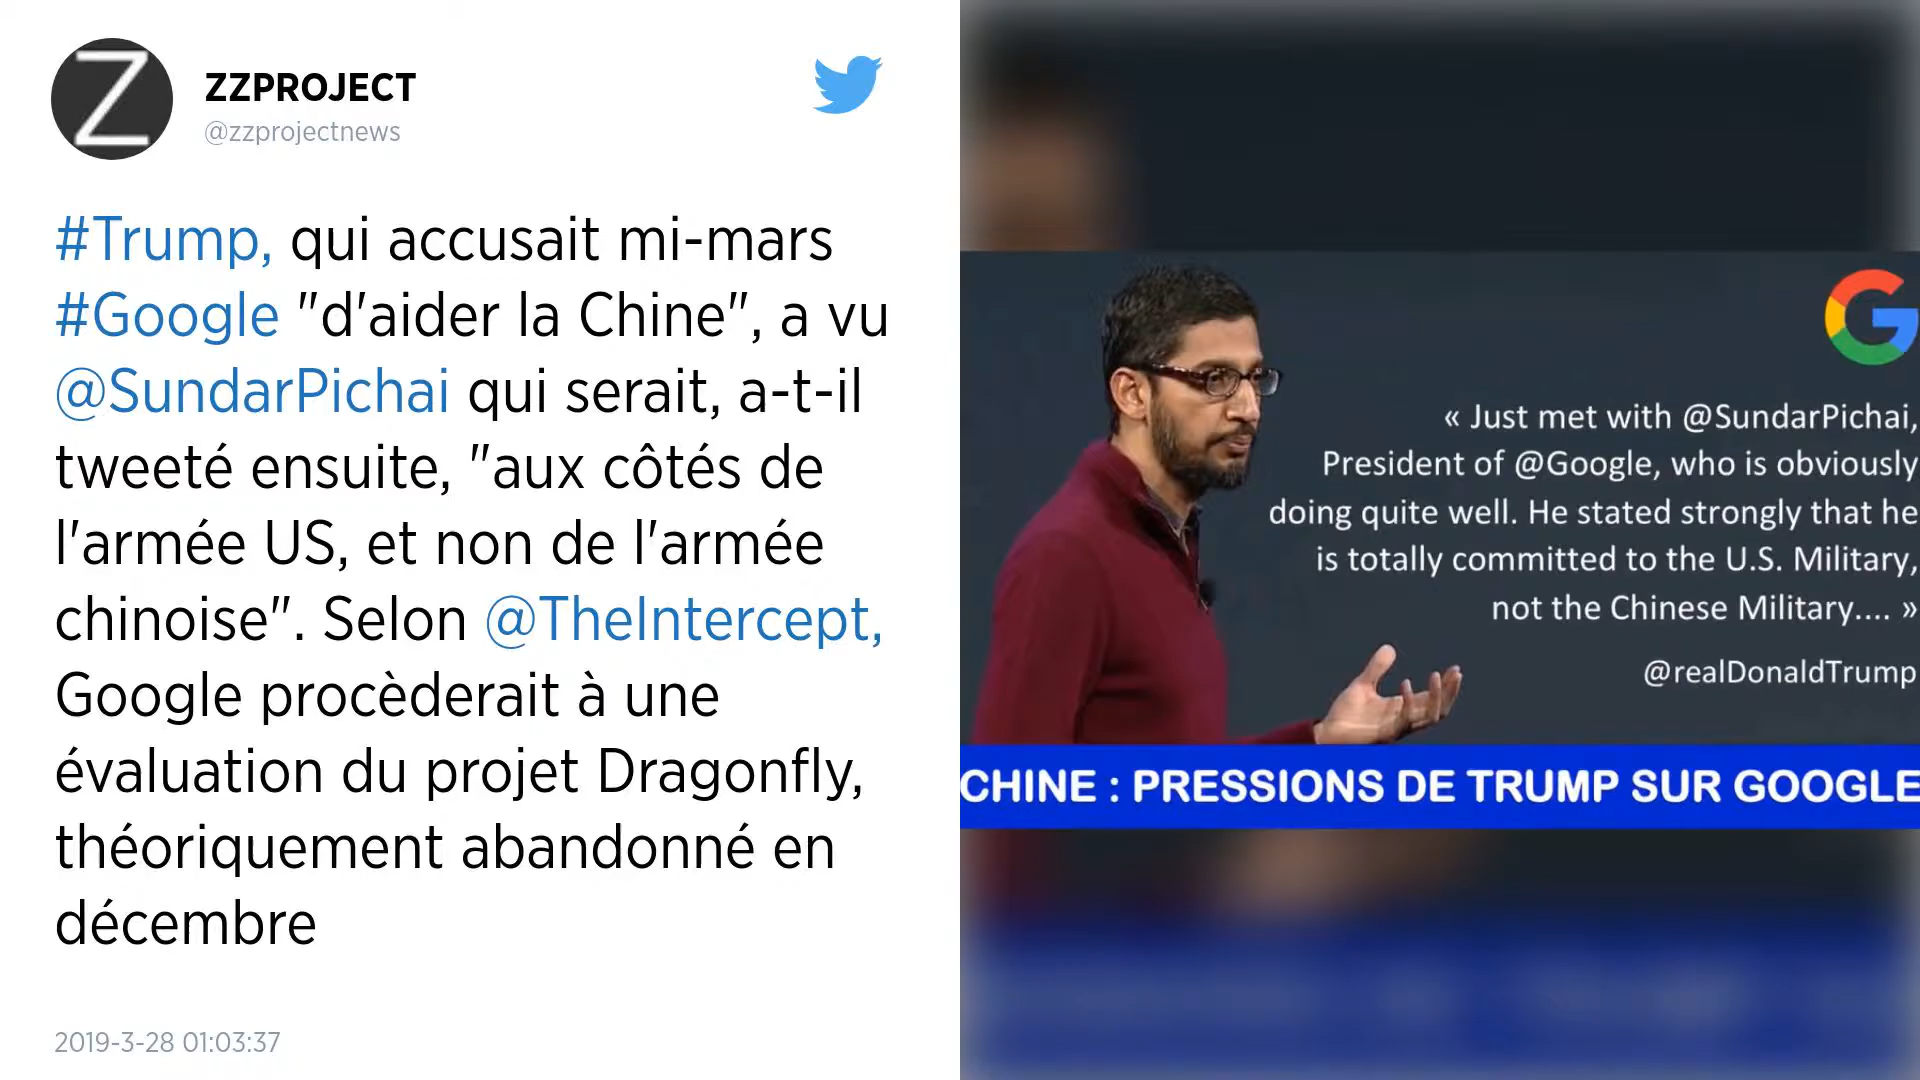 Z
ZZPROJECT
@zzprojectnews
#Trump, qui accusait mi-mars
#Google "d'aider la Chine", a vu
@SundarPichai qui serait, a-t-il
tweeté ensuite, "aux côtés de
l'armée US, et non de l'armée
chinoise". Selon @TheIntercept,
Google procèderait à une
évaluation du projet Dragonfly,
théoriquement abandonné en
décembre
2019-3-28 01:03:37
G
« Just met with @SundarPichai,
President of @Google, who is obviously
doing quite well. He stated strongly that he
is totally committed to the U.S. Military,
not the Chinese Military.... »
@realDonaldTrump
CHINE : PRESSIONS DE TRUMP SUR GOOGLE